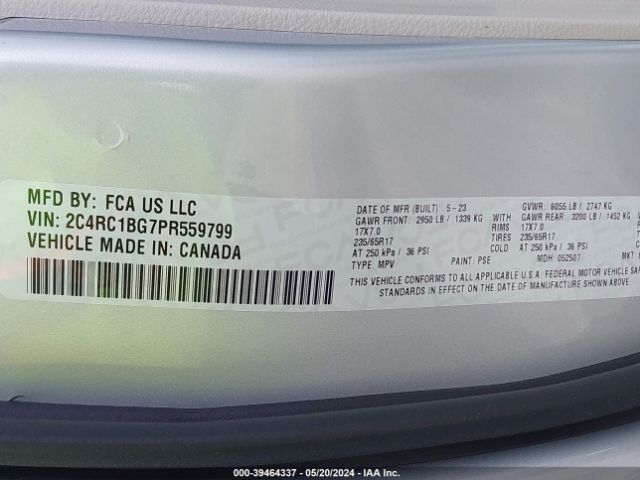 MFD BY: FCA US LLC
VIN: 2C4RC1BG7PR559799
VEHICLE MADE IN: CANADA
DATE OF MFR (BUILT): 5-23 GVWR: 6055 LB / 2747 KG
GAWR FRONT: 2950 LB / 1339 KG GAWR REAR: 3200 LB / 1452 KG
17X7.0 RIMS 17X7.0
235/65R17 TIRES 235/65R17
AT 250 kPa / 36 PSI COLD AT 250 kPa / 36 PSI
TYPE: MPV PAINT: PSE MDH: 052507 MKT:
THIS VEHICLE CONFORMS TO ALL APPLICABLE U.S.A. FEDERAL MOTOR VEHICLE
STANDARDS IN EFFECT ON THE DATE OF MANUFACTURE SHOWN ABOVE.
000-39464337 | 05/20/2024 | IAA Inc.